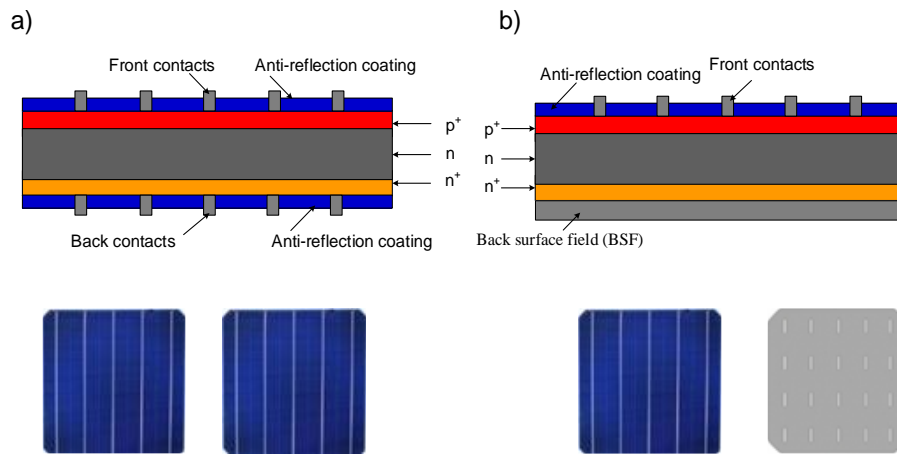 a)
Front contacts
Anti-reflection coating
p+
n
n+
Back contacts
Anti-reflection coating
b)
Front contacts
Anti-reflection coating
p+
n
n+
Back surface field (BSF)